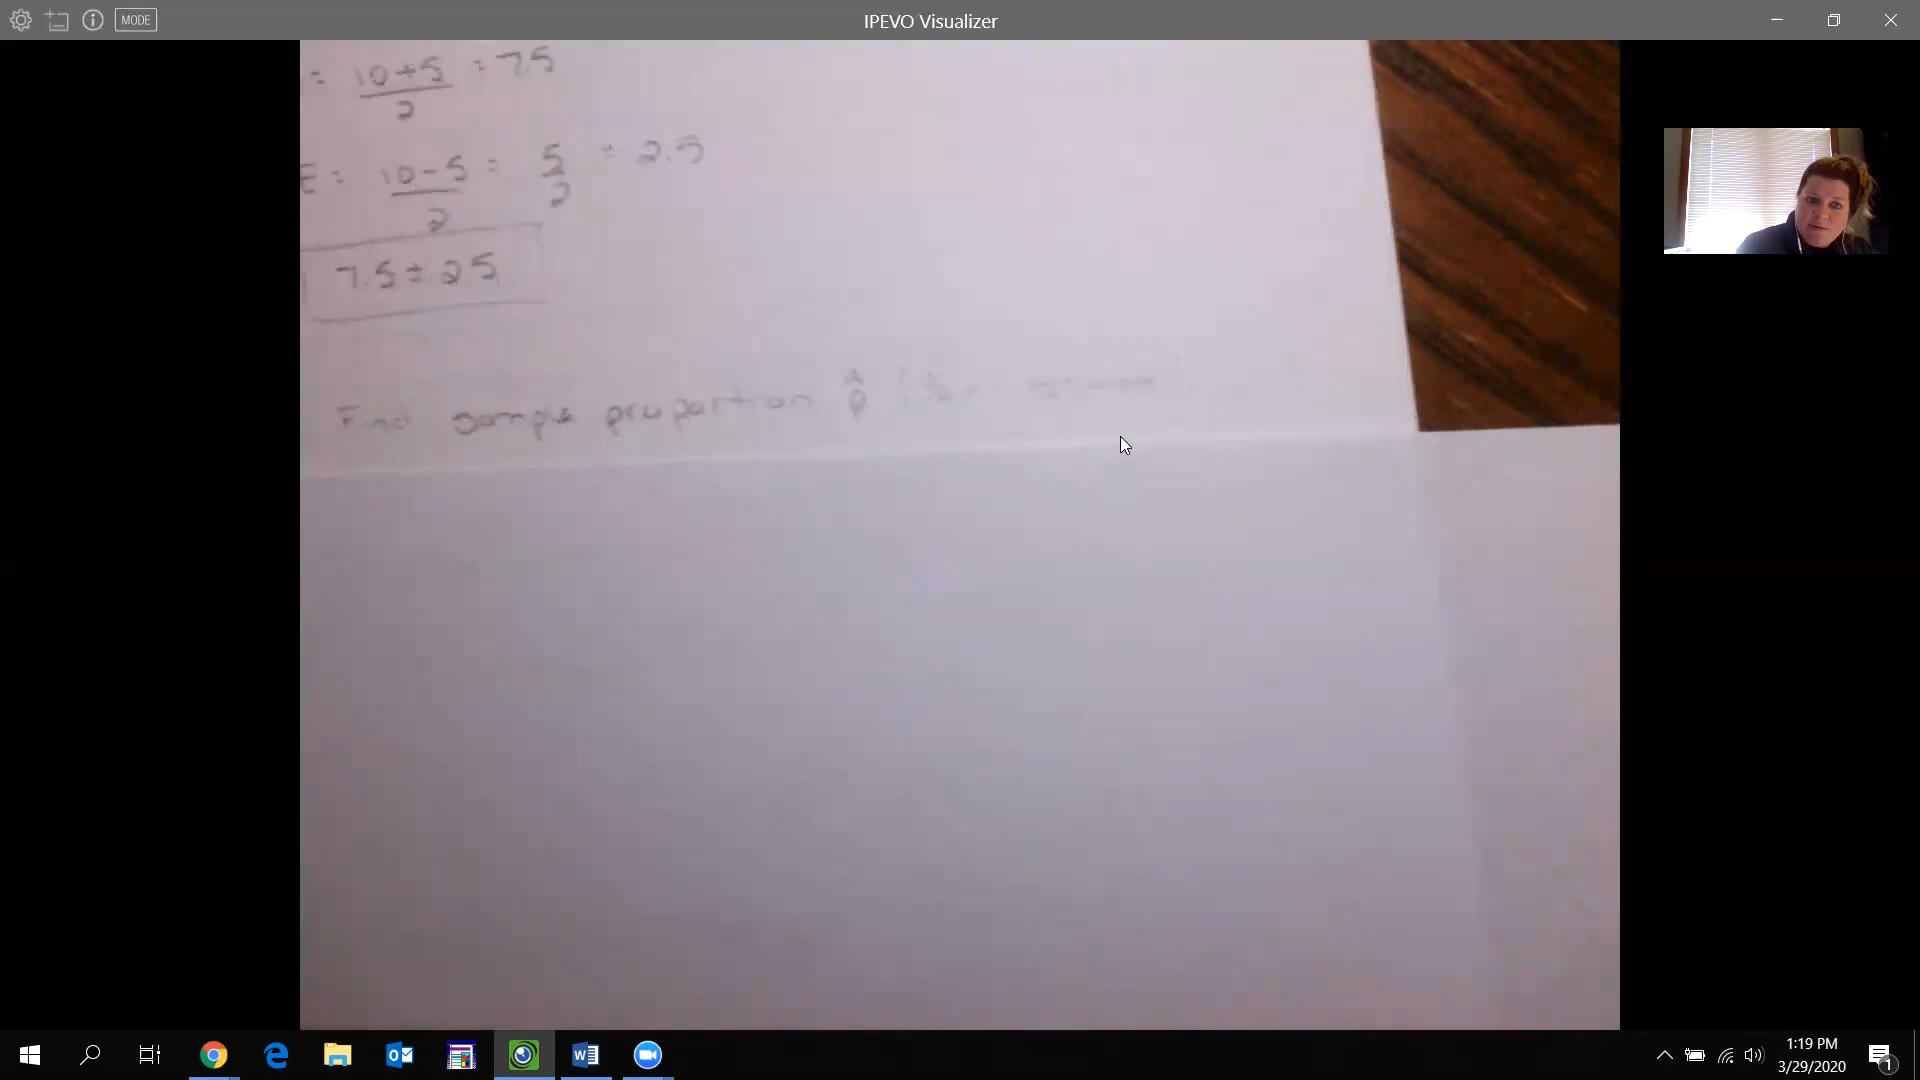 MODE
IPEVO Visualizer
= 10+5 = 7.5
2
E = 10-5 = 5 = 2.5
2 2
7.5 ± 2.5
Find sample proportion p̂
1:19 PM
3/29/2020
1